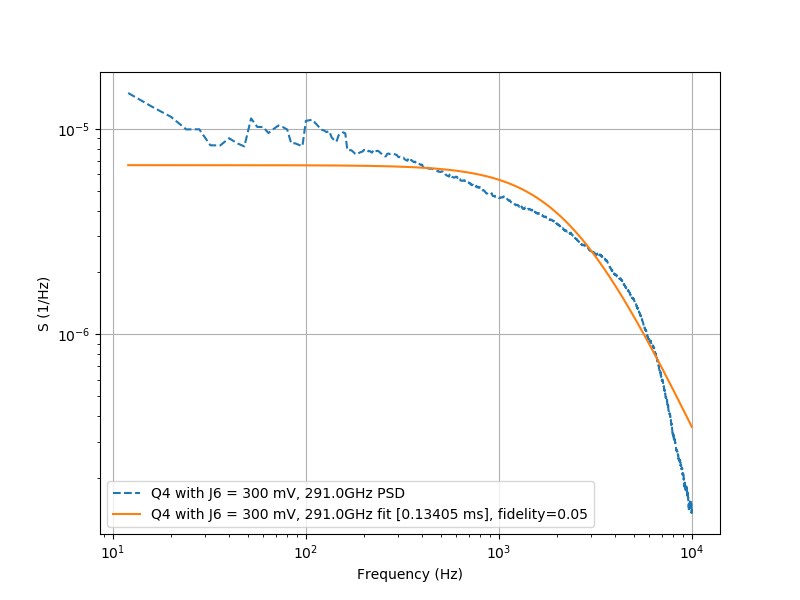 10⁻⁵
10⁻⁶
S (1/Hz)
Q4 with J6 = 300 mV, 291.0GHz PSD
Q4 with J6 = 300 mV, 291.0GHz fit [0.13405 ms], fidelity=0.05
10¹ 10² 10³ 10⁴
Frequency (Hz)